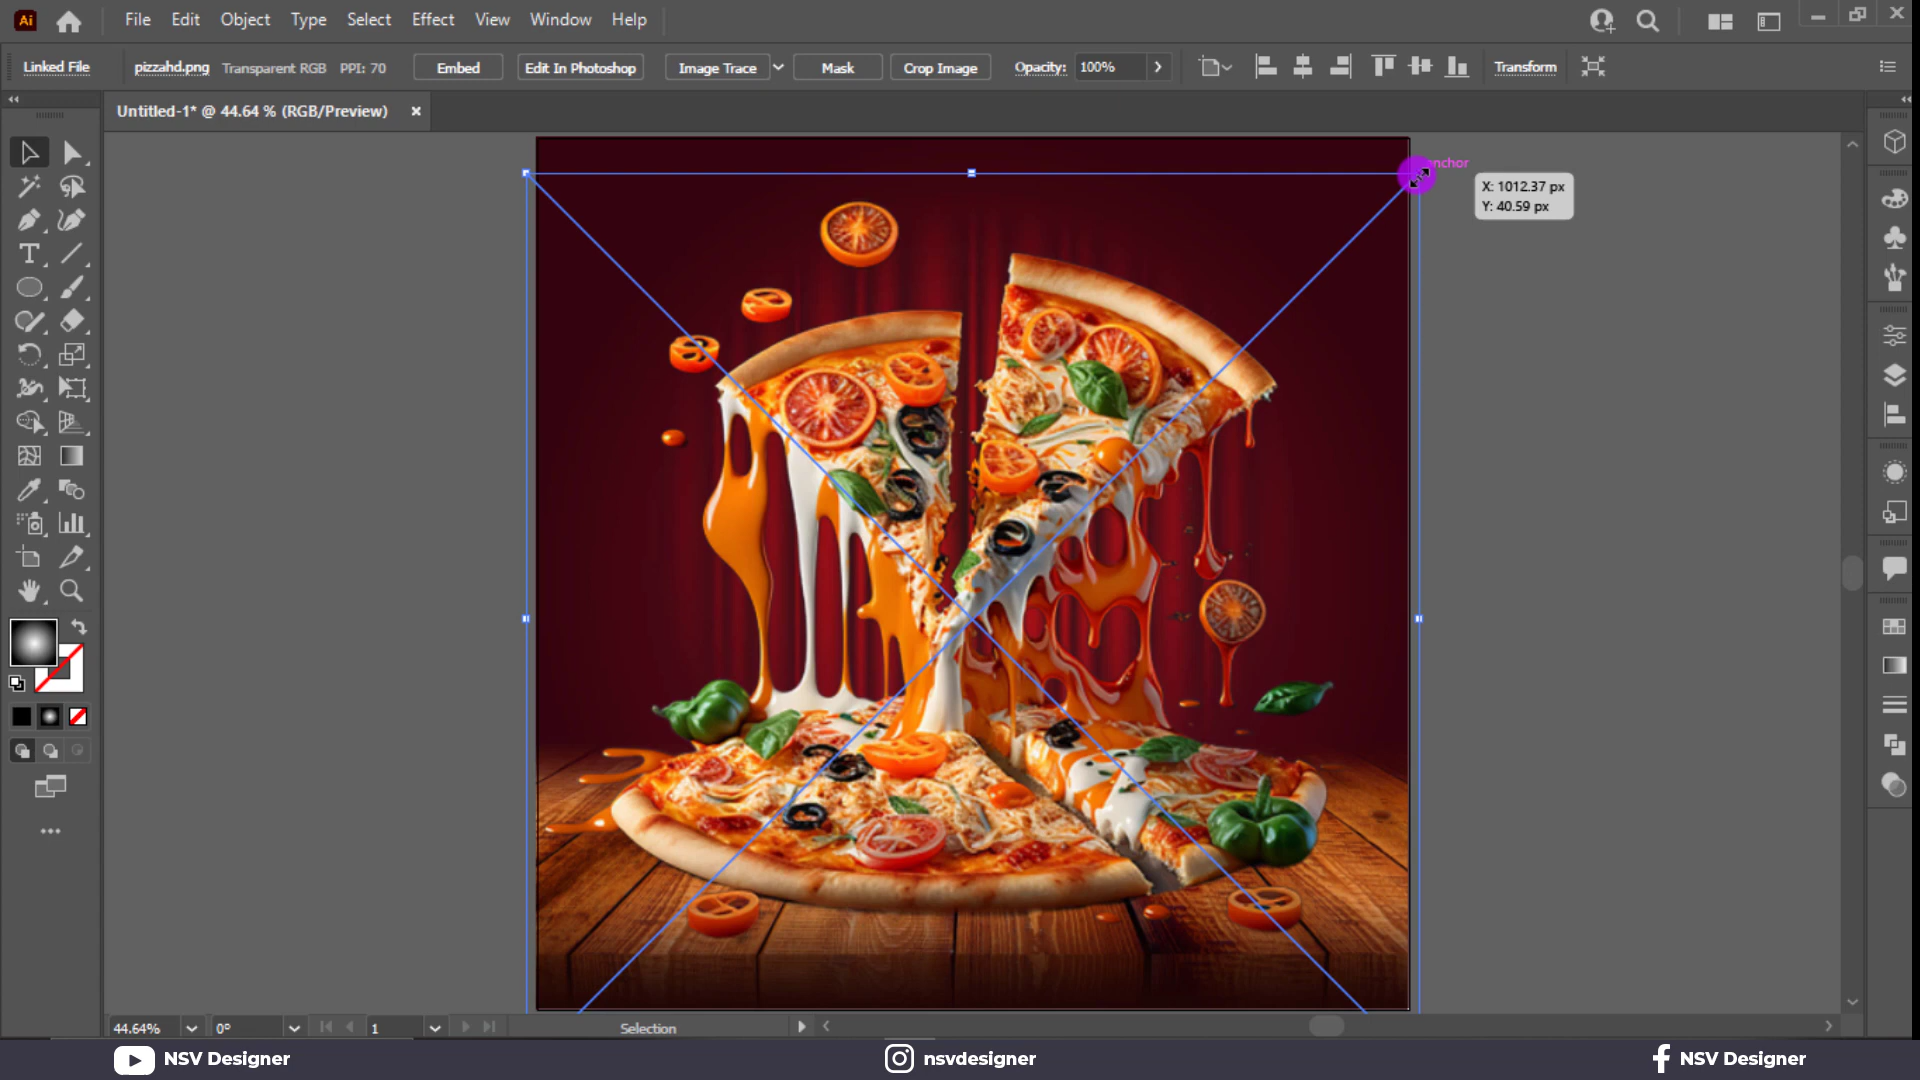 Ai File Edit Object Type Select Effect View Window Help
Linked File pizzahd.png Transparent RGB PPI: 70 Embed Edit In Photoshop Image Trace Mask Crop Image Opacity: 100% Transform
Untitled-1* @ 44.64 % (RGB/Preview) ×
nchor
X: 1012.37 px
Y: 40.59 px
T
44.64% 0° 1 Selection
NSV Designer nsvdesigner NSV Designer